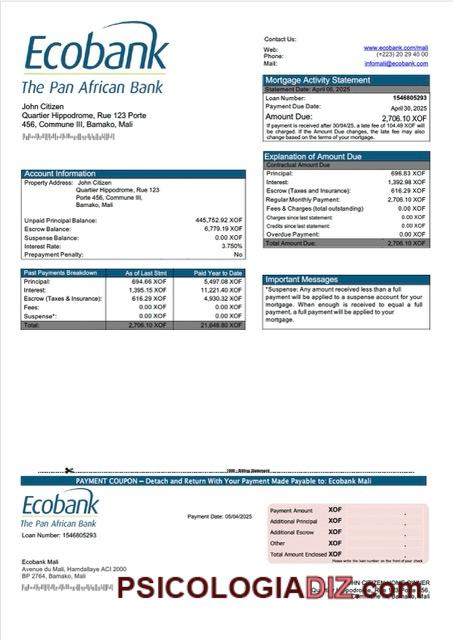 Ecobank
The Pan African Bank
Contact Us:
Web: www.ecobank.com/mali
Phone: (+223) 20 29 40 00
Mail: infomali@ecobank.com
John Citizen
Quartier Hippodrome, Rue 123 Porte
456, Commune III, Bamako, Mali
Mortgage Activity Statement
Statement Date: April 05, 2025
Loan Number: 1546805293
Payment Due Date: April 30, 2025
Amount Due: 2,706.10 XOF
If payment is received after 30/04/25, a late fee of 104.49 XOF will
be charged. If the Amount Due changes, the late fee may also
change based on the terms of your mortgage.
Explanation of Amount Due
Contractual Amount Due
Principal: 696.83 XOF
Interest: 1,392.98 XOF
Escrow (Taxes and Insurance): 616.29 XOF
Regular Monthly Payment: 2,706.10 XOF
Fees & Charges (total outstanding) 0.00 XOF
Charges since last statement: 0.00 XOF
Credits since last statement: 0.00 XOF
Overdue Payment: 0.00 XOF
Total Amount Due: 2,706.10 XOF
Account Information
Property Address: John Citizen
Quartier Hippodrome, Rue 123
Porte 456, Commune III,
Bamako, Mali
Unpaid Principal Balance: 445,752.92 XOF
Escrow Balance: 6,779.19 XOF
Suspense Balance: 0.00 XOF
Interest Rate: 3.750%
Prepayment Penalty: No
Past Payments Breakdown As of Last Stmt Paid Year to Date
Principal: 694.66 XOF 5,497.08 XOF
Interest: 1,395.15 XOF 11,221.40 XOF
Escrow (Taxes & Insurance): 616.29 XOF 4,930.32 XOF
Fees: 0.00 XOF 0.00 XOF
Suspense*: 0.00 XOF 0.00 XOF
Total: 2,706.10 XOF 21,648.80 XOF
Important Messages
*Suspense: Any amount received less than a full
payment will be applied to a suspense account for your
mortgage. When enough is received to equal a full
payment, a full payment will be applied to your
mortgage.
PAYMENT COUPON – Detach and Return With Your Payment Made Payable to: Ecobank Mali
Ecobank
The Pan African Bank
Loan Number: 1546805293
Payment Date: 05/04/2025
Payment Amount XOF .
Additional Principal XOF .
Additional Escrow XOF .
Other XOF .
Total Amount Enclosed XOF .
Please write the loan number on the front of your check
Ecobank Mali
Avenue du Mali, Hamdallaye ACI 2000
BP 2764, Bamako, Mali
PSICOLOGIADIZ.com